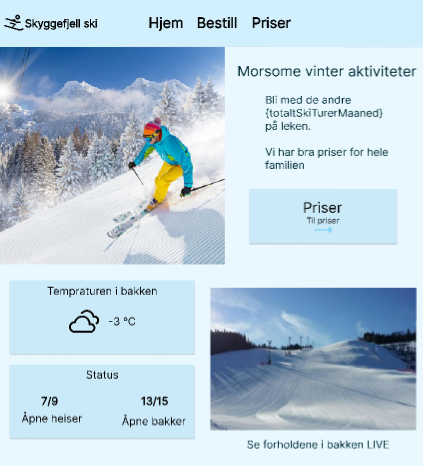 Skyggefjell ski
Hjem Bestill Priser
Morsome vinter aktiviteter
Bli med de andre
{totaltSkiTurerMaaned}
på leken.
Vi har bra priser for hele
familien
Priser
Til priser
Tempraturen i bakken
-3 °C
Status
7/9
Åpne heiser
13/15
Åpne bakker
Se forholdene i bakken LIVE